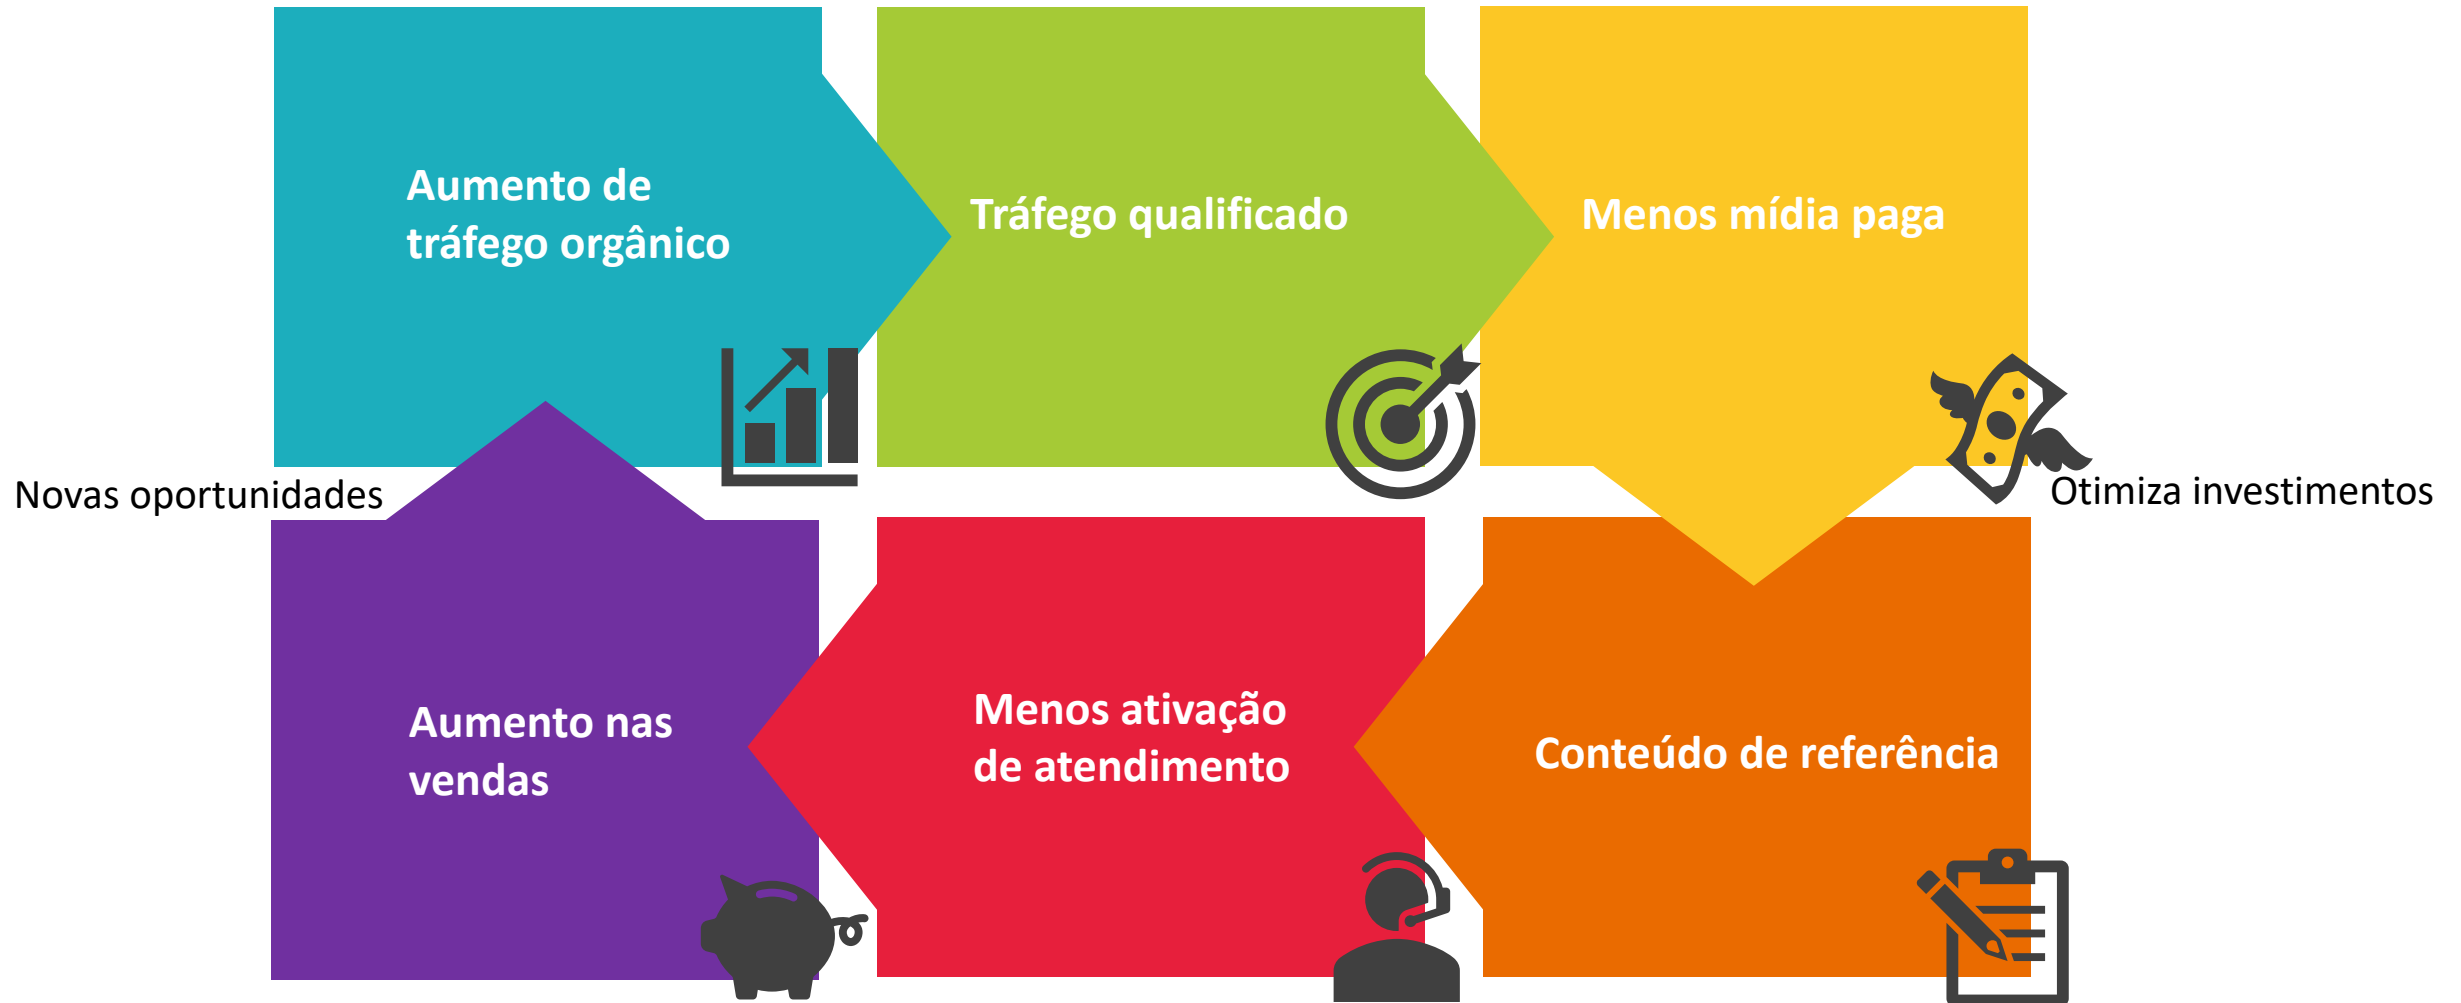 Aumento de
tráfego orgânico
Tráfego qualificado
Menos mídia paga
Novas oportunidades
Otimiza investimentos
Aumento nas
vendas
Menos ativação
de atendimento
Conteúdo de referência